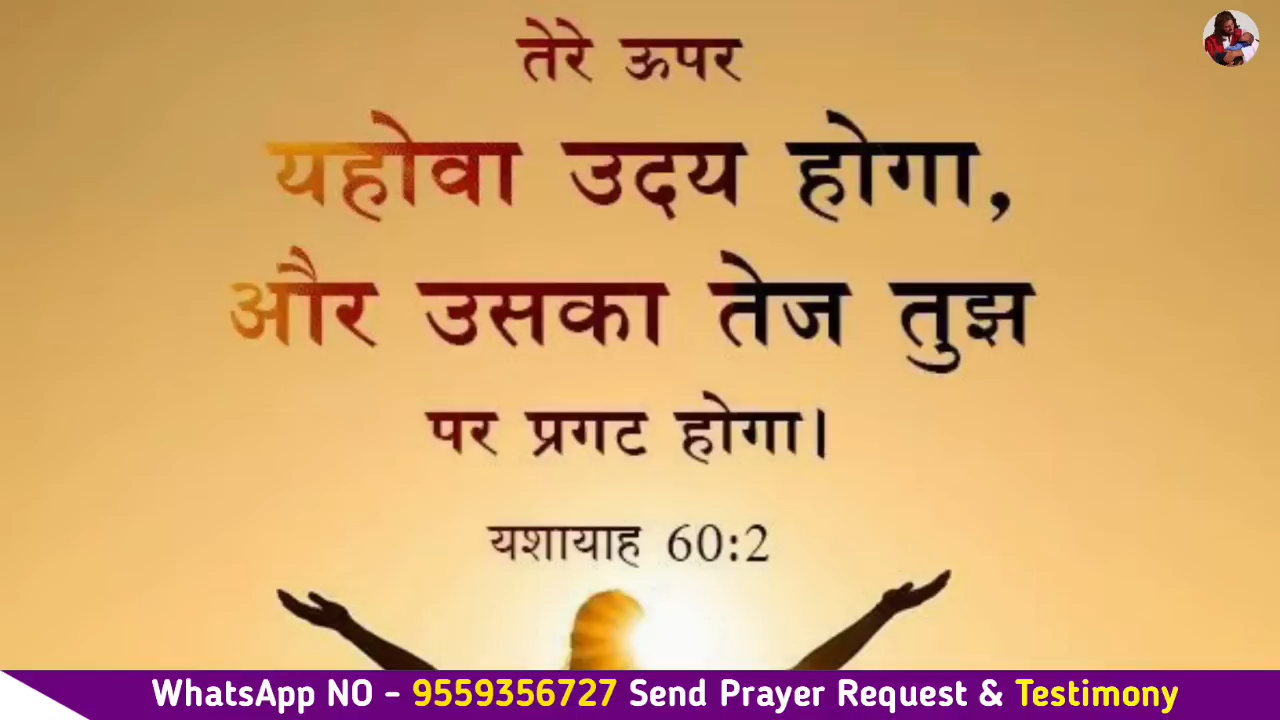 तेरे ऊपर
यहोवा उदय होगा,
और उसका तेज तुझ
पर प्रगट होगा।
यशायाह 60:2
WhatsApp NO - 9559356727 Send Prayer Request & Testimony